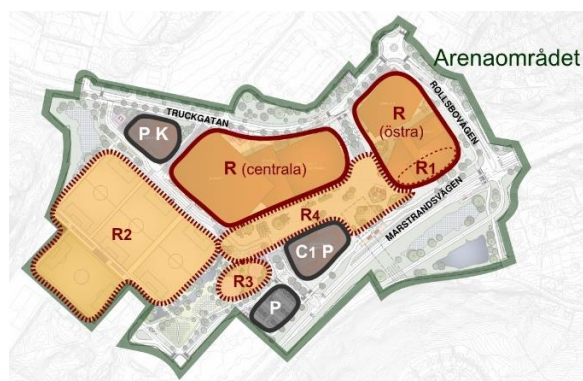 Arenaområdet
TRUCKGATAN
ROLLSBOVÄGEN
P K
R
(östra)
R (centrala)
R1
R4
MARSTRANDSVÄGEN
R2
C1 P
R3
P